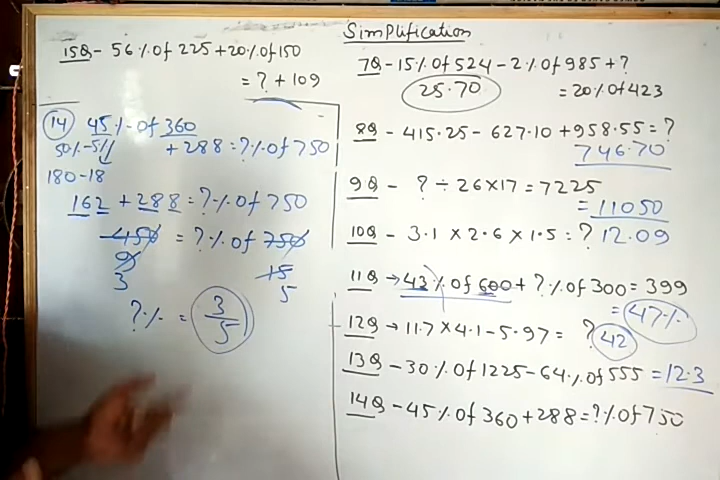 15Q - 56% of 225 + 20% of 150
= ? + 109
14 45% of 360
50% - 5% + 288 = ?% of 750
180 - 18
162 + 288 = ?% of 750
450 = ?% of 750
9 15
3 5
?% = 3/5
Simplification
7Q - 15% of 524 - 2% of 985 + ?
25.70 = 20% of 423
8Q - 415.25 - 627.10 + 958.55 = ?
746.70
9Q - ? ÷ 26 × 17 = 7225
= 11050
10Q - 3.1 × 2.6 × 1.5 = ? 12.09
11Q → 43% of 600 + ?% of 300 = 399
= 47%
12Q → 11.7 × 4.1 - 5.97 = ? 42
13Q - 30% of 1225 - 64% of 555 = 12.3
14Q - 45% of 360 + 288 = ?% of 750